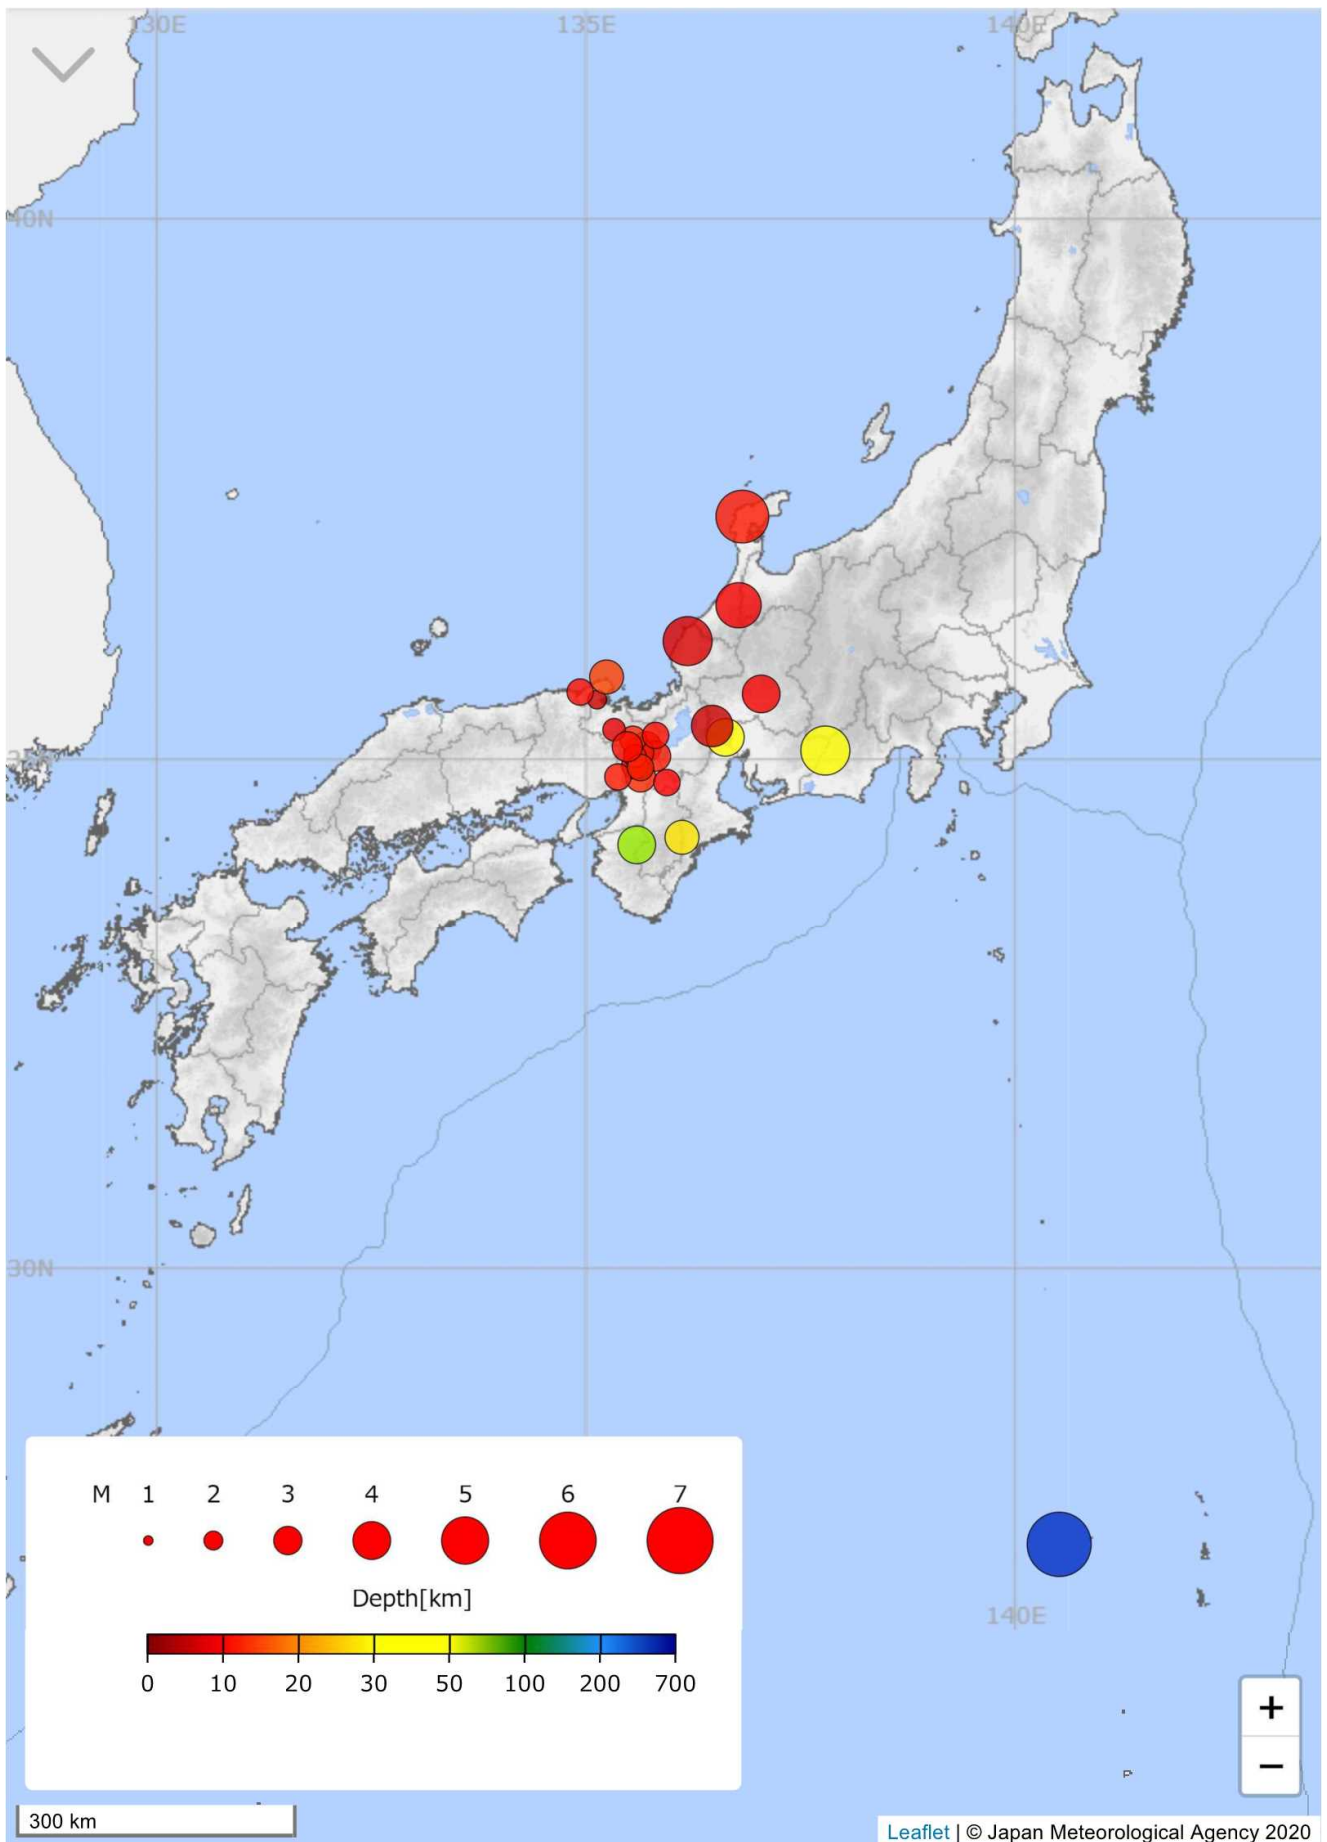 130E 135E 140E
40N
30N
M 1 2 3 4 5 6 7
Depth[km]
0 10 20 30 50 100 200 700
140E
+
−
300 km
Leaflet | © Japan Meteorological Agency 2020